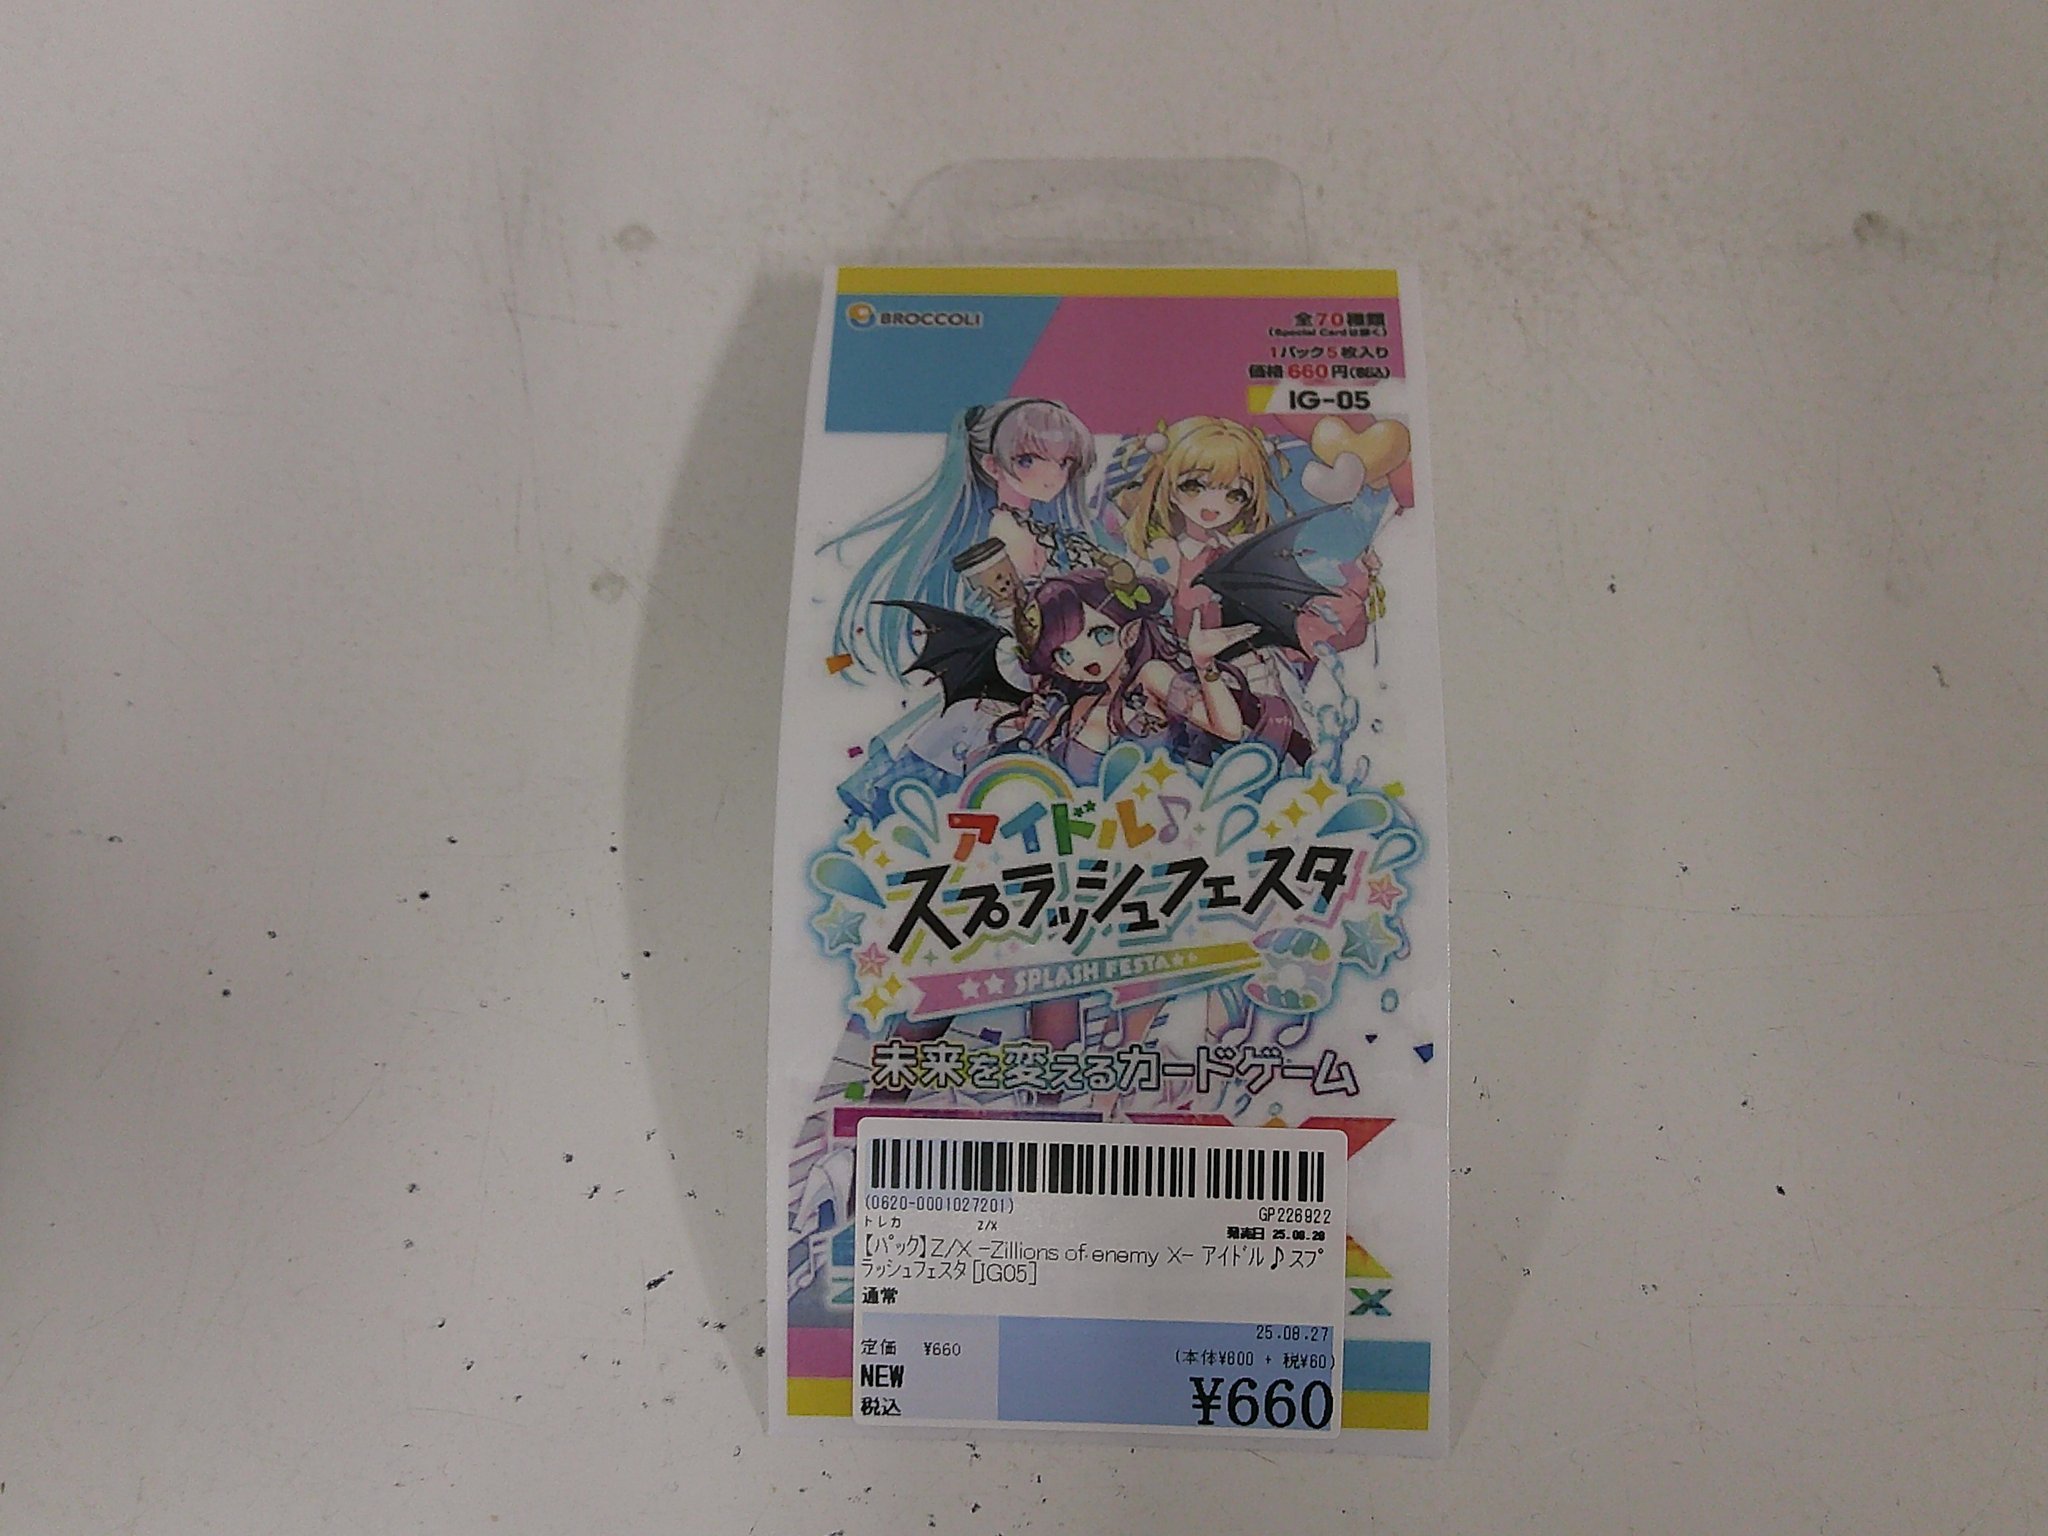 BROCCOLI
全70種類
(Special Cardは除く)
1パック5枚入り
価格660円(税込)
IG-05
アイドル♪
スプラッシュフェスタ
SPLASH FESTA
未来を変えるカードゲーム
(0620-0001027201)
GP226922
トレカ Z/X
発売日 25.08.28
【パック】Z/X -Zillions of enemy X- アイドル♪スプ
ラッシュフェスタ[IG05]
通常
25.08.27
定価 ¥660
(本体¥600 + 税¥60)
NEW
税込
¥660
X